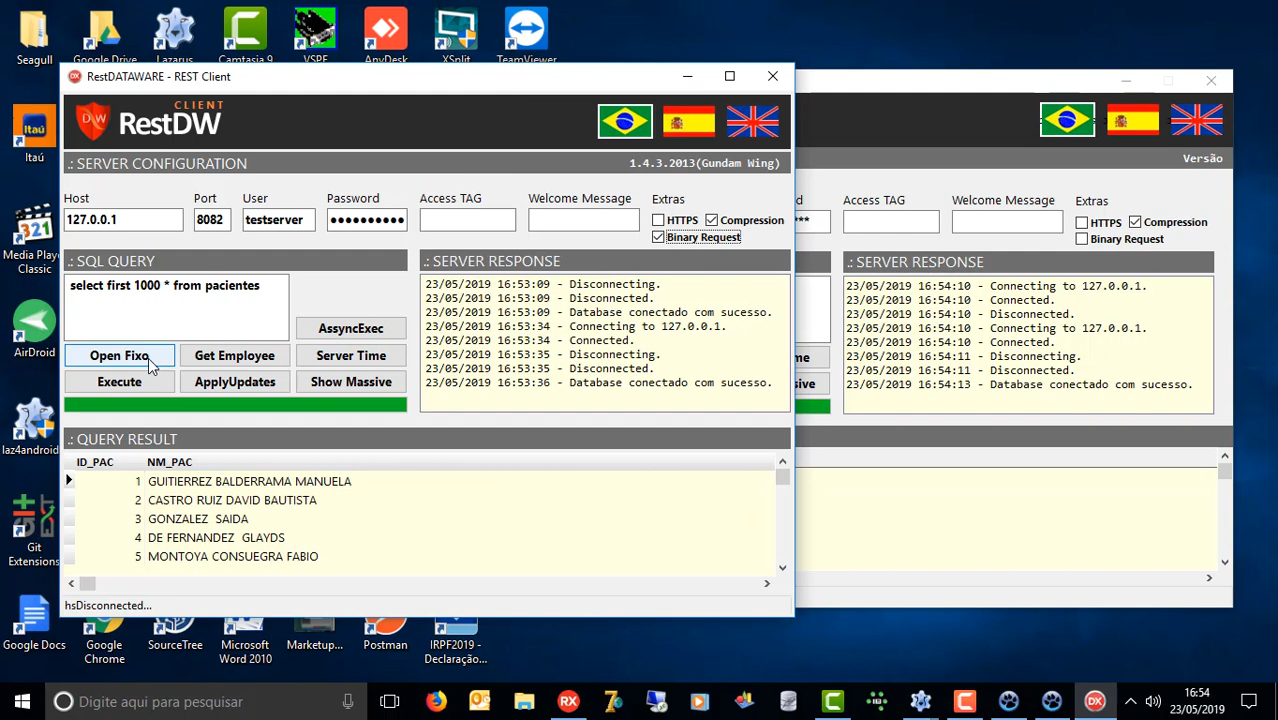 Seagull
Google Drive
Lazarus
Camtasia 9
VSPE
AnyDesk
XSplit
TeamViewer
Itaú
Media Play...
Classic
AirDroid
laz4android
Git
Extensions
Google Docs
Google
Chrome
SourceTree
Microsoft
Word 2010
Marketup...
Postman
IRPF2019 -
Declaração...
RestDATAWARE - REST Client
DW
CLIENT
RestDW
.: SERVER CONFIGURATION
1.4.3.2013(Gundam Wing)
Host
Port
User
Password
Access TAG
Welcome Message
Extras
127.0.0.1
8082
testserver
●●●●●●●●●●
HTTPS
Compression
Binary Request
.: SQL QUERY
select first 1000 * from pacientes
AssyncExec
Open Fixo
Get Employee
Server Time
Execute
ApplyUpdates
Show Massive
.: SERVER RESPONSE
23/05/2019 16:53:09 - Disconnecting.
23/05/2019 16:53:09 - Disconnected.
23/05/2019 16:53:09 - Database conectado com sucesso.
23/05/2019 16:53:34 - Connecting to 127.0.0.1.
23/05/2019 16:53:34 - Connected.
23/05/2019 16:53:35 - Disconnecting.
23/05/2019 16:53:35 - Disconnected.
23/05/2019 16:53:36 - Database conectado com sucesso.
.: QUERY RESULT
ID_PAC NM_PAC
1 GUITIERREZ BALDERRAMA MANUELA
2 CASTRO RUIZ DAVID BAUTISTA
3 GONZALEZ SAIDA
4 DE FERNANDEZ GLAYDS
5 MONTOYA CONSUEGRA FABIO
hsDisconnected...
Versão
d
Access TAG
Welcome Message
Extras
***
HTTPS
Compression
Binary Request
.: SERVER RESPONSE
23/05/2019 16:54:10 - Connecting to 127.0.0.1.
23/05/2019 16:54:10 - Connected.
23/05/2019 16:54:10 - Disconnected.
23/05/2019 16:54:10 - Connecting to 127.0.0.1.
23/05/2019 16:54:10 - Connected.
23/05/2019 16:54:11 - Disconnecting.
23/05/2019 16:54:11 - Disconnected.
23/05/2019 16:54:13 - Database conectado com sucesso.
me
sive
Digite aqui para pesquisar
RX
DX
16:54
23/05/2019